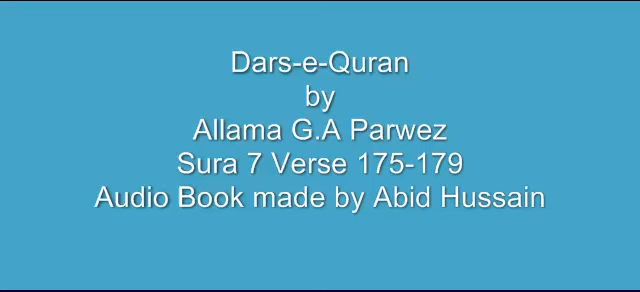 Dars-e-Quran
by
Allama G.A Parwez
Sura 7 Verse 175-179
Audio Book made by Abid Hussain